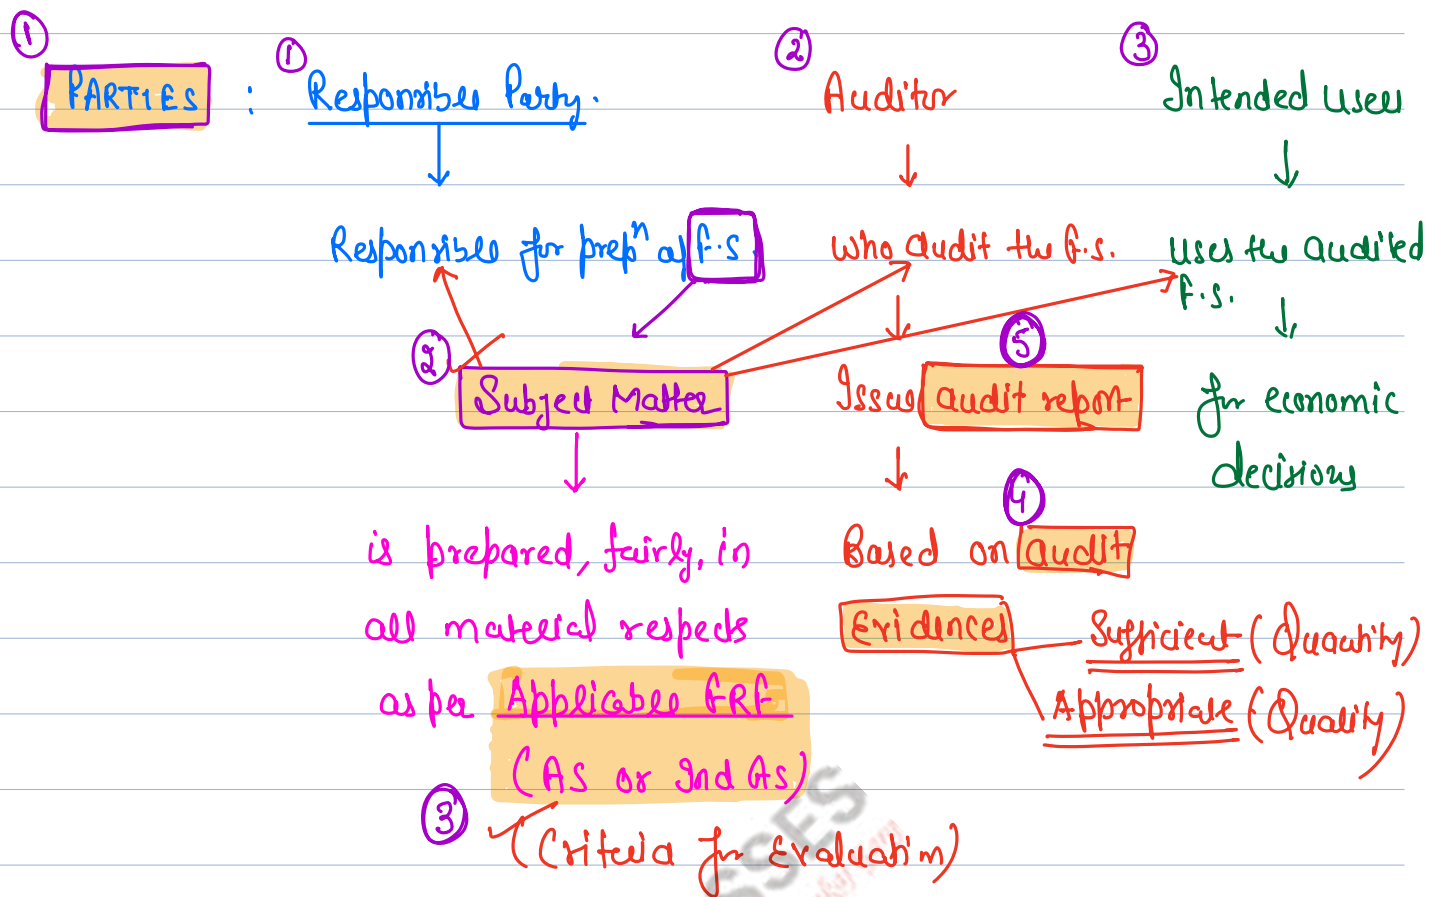 ①
① ② ③
PARTIES : Responsible Party. Auditor Intended user
Responsible for prepⁿ of F.S. who audit the F.S. uses the audited
F.S.
② ⑤
Subject Matter Issue audit report for economic
decisions
④
is prepared, fairly, in Based on audit
all material respects Evidences Sufficient (Quantity)
as per Applicable FRF Appropriate (Quality)
(AS or Ind AS)
③
(Criteria for Evaluation)
SSES